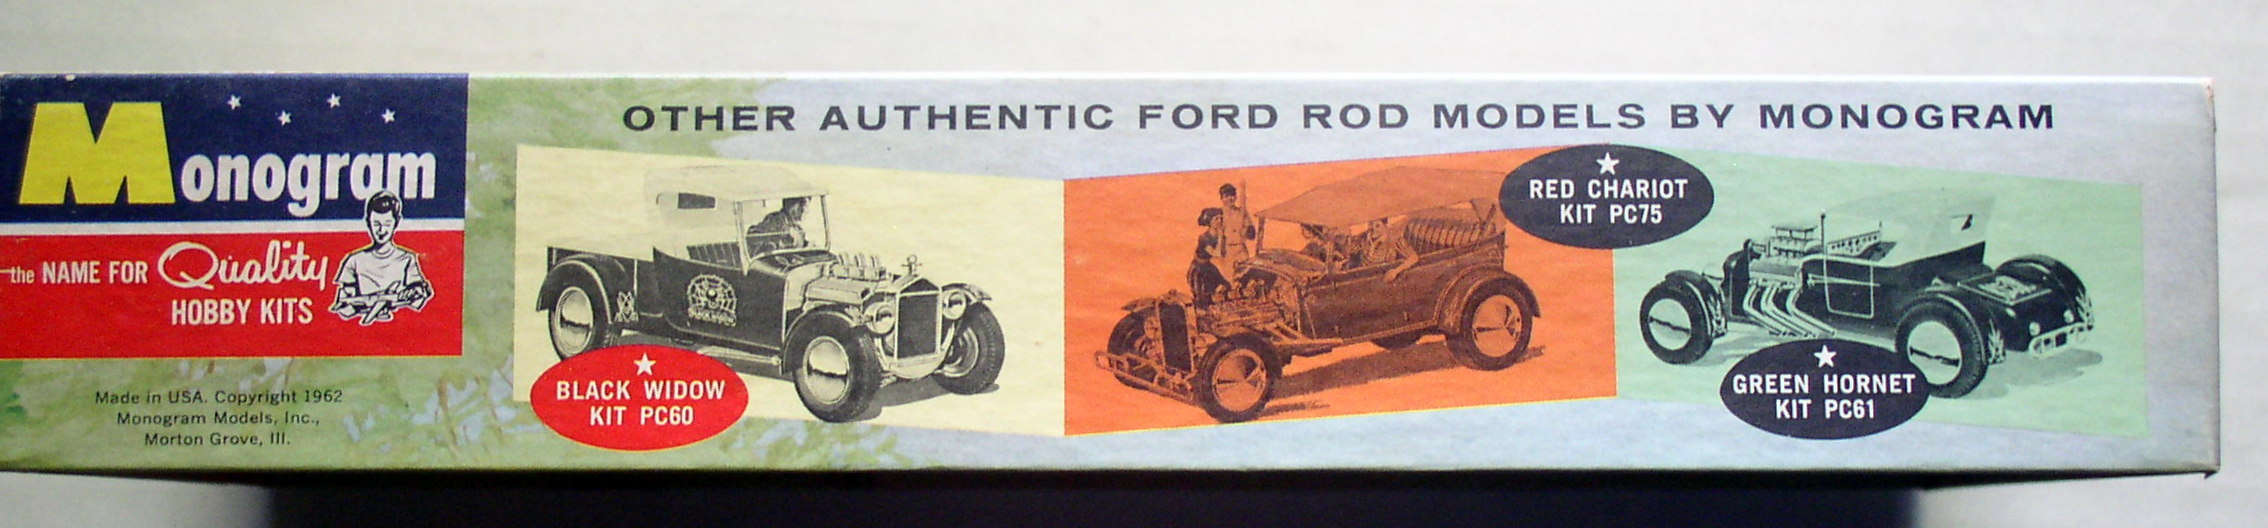 Monogram
the NAME FOR Quality
HOBBY KITS
Made in USA. Copyright 1962
Monogram Models, Inc.,
Morton Grove, Ill.
OTHER AUTHENTIC FORD ROD MODELS BY MONOGRAM
BLACK WIDOW
KIT PC60
RED CHARIOT
KIT PC75
GREEN HORNET
KIT PC61